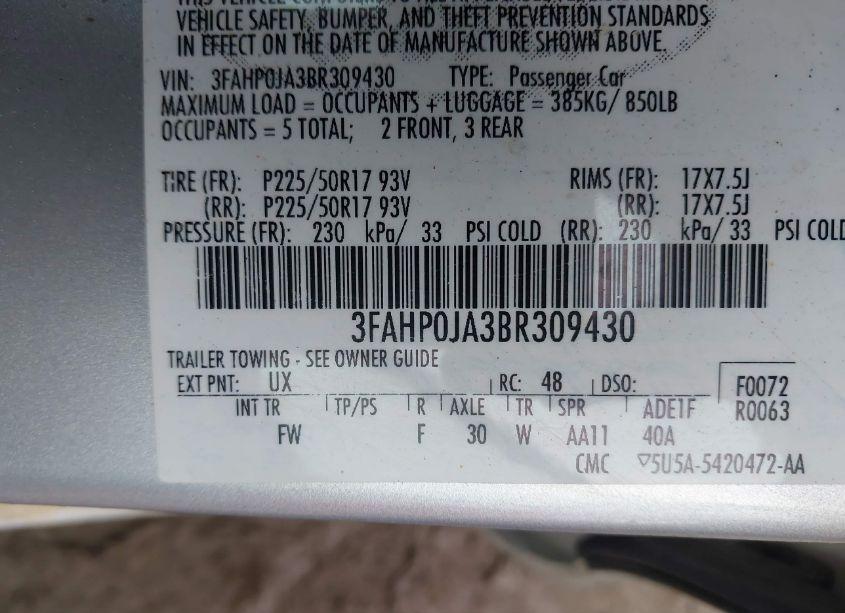 VEHICLE SAFETY, BUMPER, AND THEFT PREVENTION STANDARDS
IN EFFECT ON THE DATE OF MANUFACTURE SHOWN ABOVE.
VIN: 3FAHP0JA3BR309430 TYPE: Passenger Car
MAXIMUM LOAD = OCCUPANTS + LUGGAGE = 385KG/ 850LB
OCCUPANTS = 5 TOTAL; 2 FRONT, 3 REAR
TIRE (FR): P225/50R17 93V RIMS (FR): 17X7.5J
(RR): P225/50R17 93V (RR): 17X7.5J
PRESSURE (FR): 230 kPa/ 33 PSI COLD (RR): 230 kPa/ 33 PSI COLD
3FAHP0JA3BR309430
TRAILER TOWING - SEE OWNER GUIDE
EXT PNT: UX RC: 48 DSO: F0072
INT TR TP/PS R AXLE TR SPR ADE1F R0063
FW F 30 W AA11 40A
CMC ▽5U5A-5420472-AA